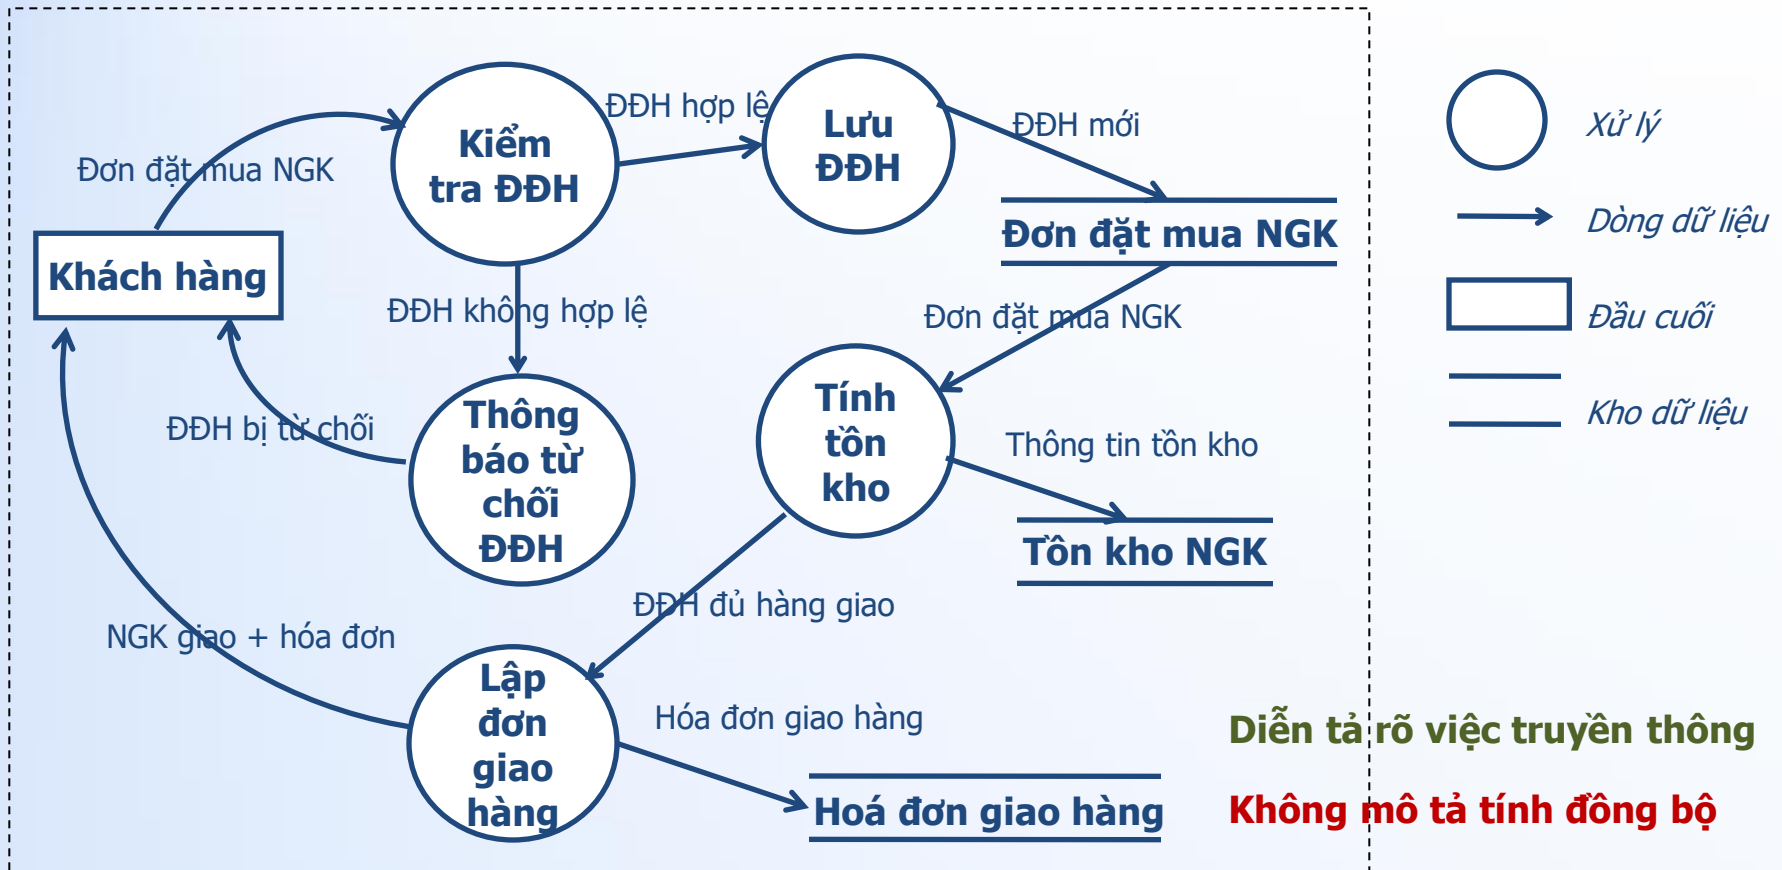 Đơn đặt mua NGK
Khách hàng
Kiểm
tra ĐĐH
ĐĐH hợp lệ
Lưu
ĐĐH
ĐĐH mới
Đơn đặt mua NGK
ĐĐH không hợp lệ
Thông
báo từ
chối
ĐĐH
ĐĐH bị từ chối
Đơn đặt mua NGK
Tính
tồn
kho
Thông tin tồn kho
Tồn kho NGK
ĐĐH đủ hàng giao
NGK giao + hóa đơn
Lập
đơn
giao
hàng
Hóa đơn giao hàng
Hoá đơn giao hàng
Xử lý
Dòng dữ liệu
Đầu cuối
Kho dữ liệu
Diễn tả rõ việc truyền thông
Không mô tả tính đồng bộ